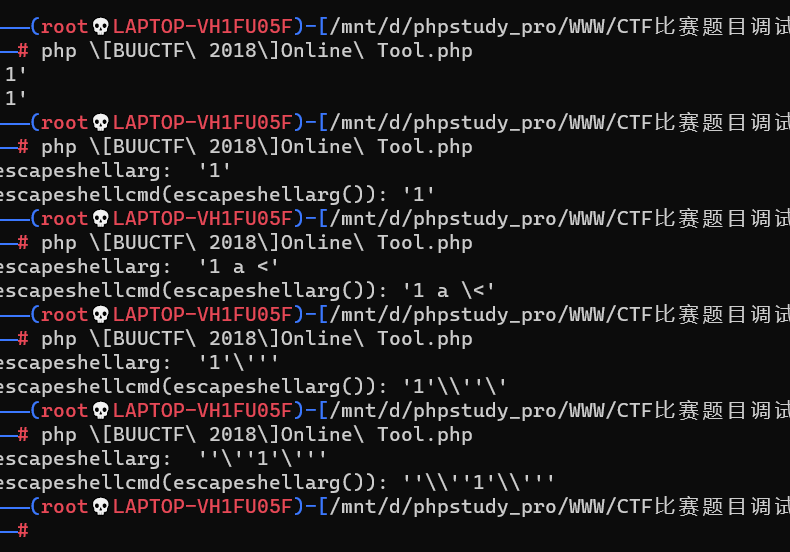 ──(root💀LAPTOP-VH1FU05F)-[/mnt/d/phpstudy_pro/WWW/CTF比赛题目调试
─# php \[BUUCTF\ 2018\]Online\ Tool.php
1'
1'
──(root💀LAPTOP-VH1FU05F)-[/mnt/d/phpstudy_pro/WWW/CTF比赛题目调试
─# php \[BUUCTF\ 2018\]Online\ Tool.php
escapeshellarg:  '1'
escapeshellcmd(escapeshellarg()): '1'
──(root💀LAPTOP-VH1FU05F)-[/mnt/d/phpstudy_pro/WWW/CTF比赛题目调试
─# php \[BUUCTF\ 2018\]Online\ Tool.php
escapeshellarg:  '1 a <'
escapeshellcmd(escapeshellarg()): '1 a \<'
──(root💀LAPTOP-VH1FU05F)-[/mnt/d/phpstudy_pro/WWW/CTF比赛题目调试
─# php \[BUUCTF\ 2018\]Online\ Tool.php
escapeshellarg:  '1'\'''
escapeshellcmd(escapeshellarg()): '1'\\''\'
──(root💀LAPTOP-VH1FU05F)-[/mnt/d/phpstudy_pro/WWW/CTF比赛题目调试
─# php \[BUUCTF\ 2018\]Online\ Tool.php
escapeshellarg:  ''\''1'\'''
escapeshellcmd(escapeshellarg()): ''\\''1'\\'''
──(root💀LAPTOP-VH1FU05F)-[/mnt/d/phpstudy_pro/WWW/CTF比赛题目调试
─#